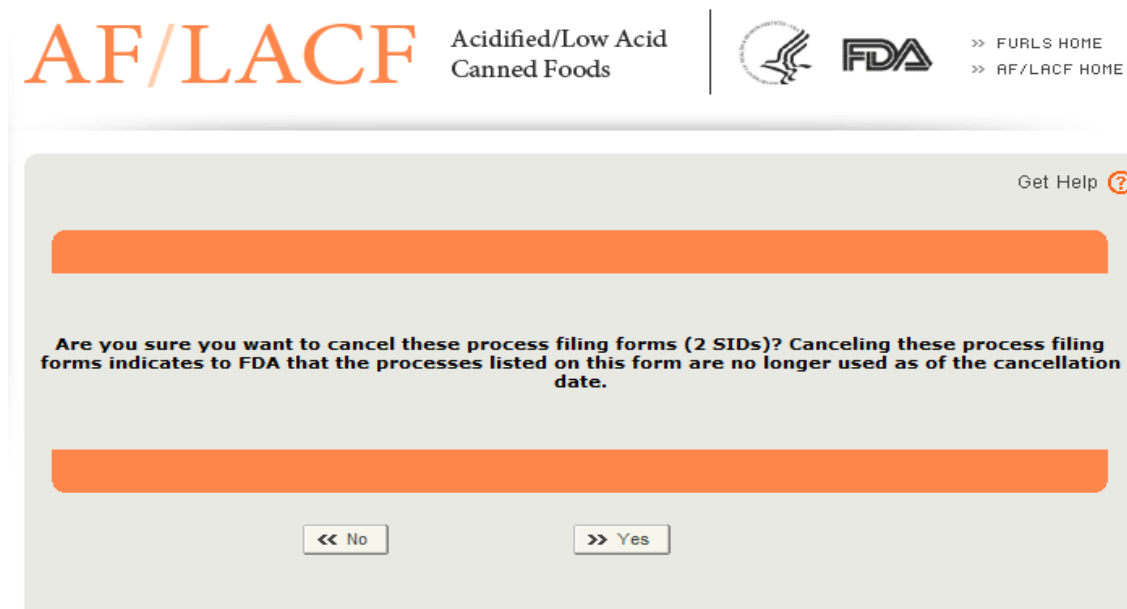 AF/LACF
Acidified/Low Acid
Canned Foods
FDA
>> FURLS HOME
>> AF/LACF HOME
Get Help ?
Are you sure you want to cancel these process filing forms (2 SIDs)? Canceling these process filing
forms indicates to FDA that the processes listed on this form are no longer used as of the cancellation
date.
<< No
>> Yes